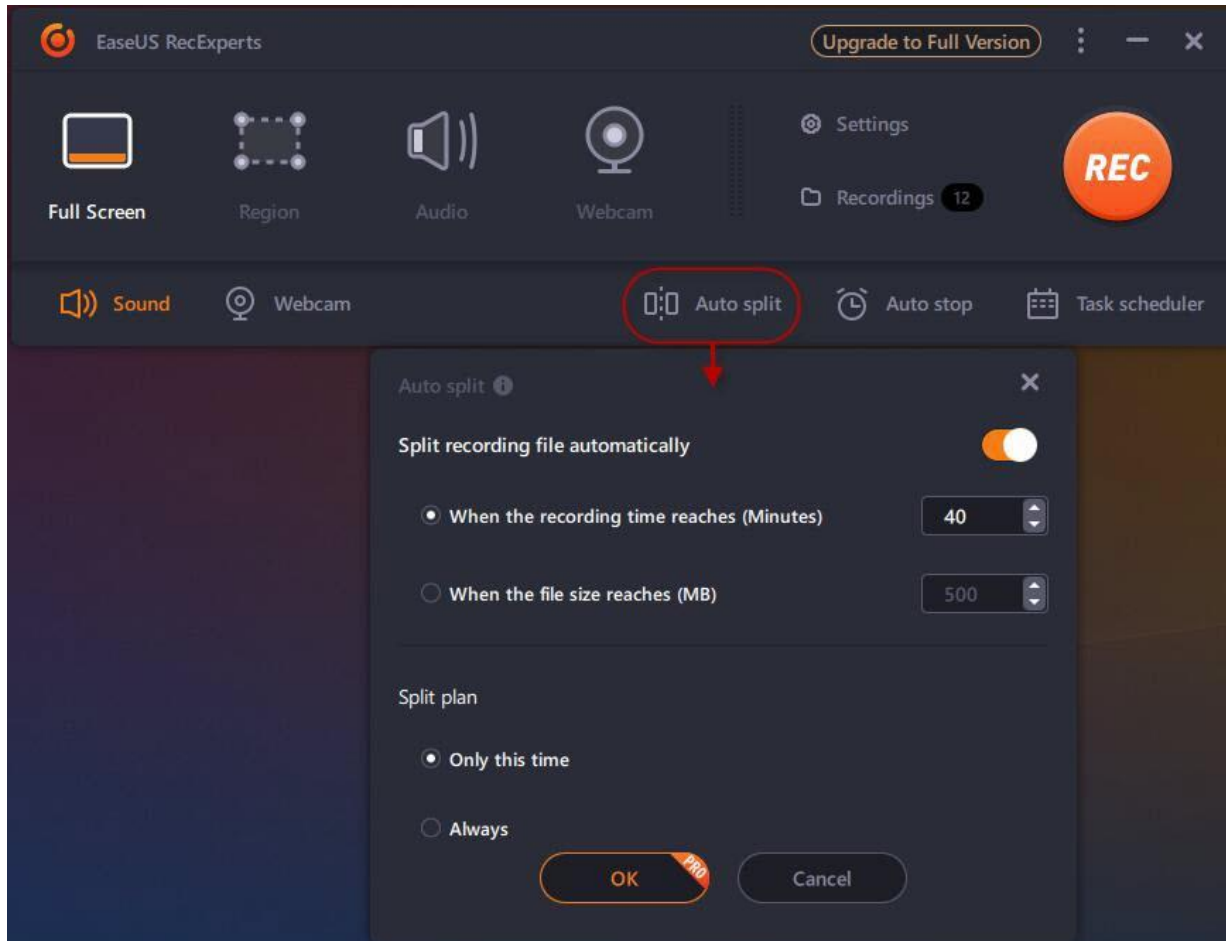 EaseUS RecExperts
Upgrade to Full Version
Full Screen
Region
Audio
Webcam
Settings
Recordings 12
REC
Sound
Webcam
Auto split
Auto stop
Task scheduler
Auto split
Split recording file automatically
When the recording time reaches (Minutes) 40
When the file size reaches (MB) 500
Split plan
Only this time
Always
OK PRO
Cancel